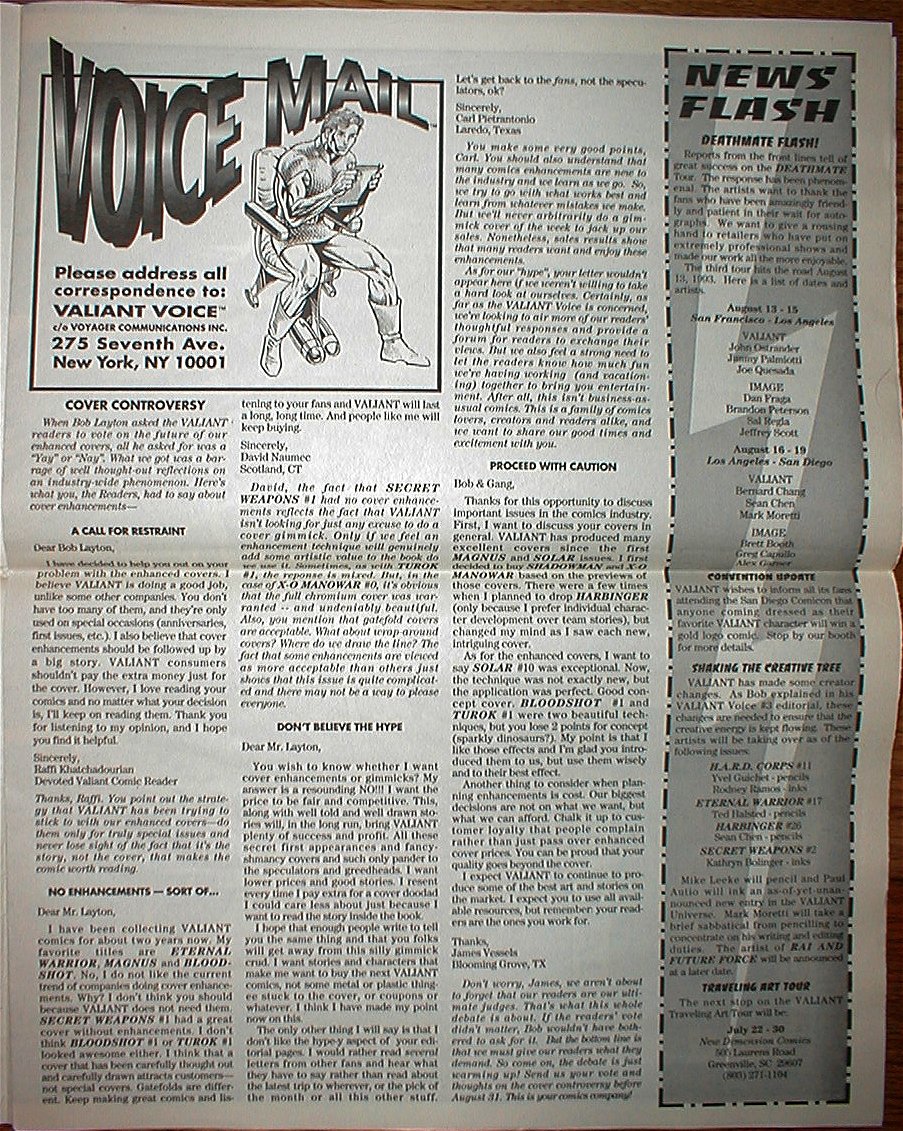 VOICE MAIL™
Please address all
correspondence to:
VALIANT VOICE™
c/o VOYAGER COMMUNICATIONS INC.
275 Seventh Ave.
New York, NY 10001
COVER CONTROVERSY
When Bob Layton asked the VALIANT
readers to vote on the future of our
enhanced covers, all he asked for was a
"Yay" or "Nay". What we got was a bar-
rage of well thought-out reflections on
an industry-wide phenomenon. Here's
what you, the Readers, had to say about
cover enhancements—
A CALL FOR RESTRAINT
Dear Bob Layton,
I have decided to help you out on your
problem with the enhanced covers. I
believe VALIANT is doing a good job
unlike some other companies. You don't
have too many of them, and they're only
used on special occasions (anniversaries,
first issues, etc.). I also believe that cover
enhancements should be followed up by
a big story. VALIANT consumers
shouldn't pay the extra money just for
the cover. However, I love reading your
comics and no matter what your decision
is, I'll keep on reading them. Thank you
for listening to my opinion, and I hope
you find it helpful.
Sincerely,
Raffi Khatchadourian
Devoted Valiant Comic Reader
Thanks, Raffi. You point out the strate-
gy that VALIANT has been trying to
stick to with our enhanced covers—do
them only for truly special issues and
never lose sight of the fact that it's the
story, not the cover, that makes the
comic worth reading.
NO ENHANCEMENTS — SORT OF...
Dear Mr. Layton,
I have been collecting VALIANT
comics for about two years now. My
favorite titles are ETERNAL
WARRIOR, MAGNUS and BLOOD-
SHOT. No, I do not like the current
trend of companies doing cover enhance-
ments. Why? I don't think you should
because VALIANT does not need them.
SECRET WEAPONS #1 had a great
cover without enhancements. I don't
think BLOODSHOT #1 or TUROK #1
looked awesome either. I think that a
cover that has been carefully thought out
and carefully drawn attracts customers—
not special covers. Gatefolds are differ-
ent. Keep making great comics and lis-
tening to your fans and VALIANT will last
a long, long time. And people like me will
keep buying.
Sincerely,
David Naumec
Scotland, CT
David, the fact that SECRET
WEAPONS #1 had no cover enhance-
ments reflects the fact that VALIANT
isn't looking for just any excuse to do a
cover gimmick. Only if we feel an
enhancement technique will genuinely
add some artistic value to the book do
we use it. Sometimes, as with TUROK
#1, the reponse is mixed. But, in the
case of X-O MANOWAR #0, it's obvious
that the full chromium cover was war-
ranted -- and undeniably beautiful.
Also, you mention that gatefold covers
are acceptable. What about wrap around
covers? Where do we draw the line? The
fact that some enhancements are viewed
as more acceptable than others just
shows that this issue is quite complicat-
ed and there may not be a way to please
everyone.
DON'T BELIEVE THE HYPE
Dear Mr. Layton,
You wish to know whether I want
cover enhancements or gimmicks? My
answer is a resounding NO!!! I want the
price to be fair and competitive. This,
along with well told and well drawn sto-
ries will, in the long run, bring VALIANT
plenty of success and profit. All these
secret first appearances and fancy-
shmancy covers and such only pander to
the speculators and greedheads. I want
lower prices and good stories. I resent
every time I pay extra for a cover doodad
I could care less about just because I
want to read the story inside the book.
I hope that enough people write to tell
you the same thing and that you folks
will get away from this silly gimmick
crud. I want stories and characters that
make me want to buy the next VALIANT
comics, not some metal or plastic thing-
ee stuck to the cover, or coupons or
whatever. I think I have made my point
now on this.
The only other thing I will say is that I
don't like the hype-y aspect of your edi-
torial pages. I would rather read several
letters from other fans and hear what
they have to say rather than read about
the latest trip to wherever, or the pick of
the month or all this other stuff.
Let's get back to the fans, not the specu-
lators, ok?
Sincerely,
Carl Pietrantonio
Laredo, Texas
You make some very good points,
Carl. You should also understand that
many comics enhancements are new to
the industry and we learn as we go. So,
we try to go with what works best and
learn from whatever mistakes we make.
But we'll never arbitrarily do a gim-
mick cover of the week to jack up our
sales. Nonetheless, sales results show
that many readers want and enjoy these
enhancements.
As for our "hype", your letter wouldn't
appear here if we weren't willing to take
a hard look at ourselves. Certainly, as
far as the VALIANT Voice is concerned,
we're looking to air more of our readers'
thoughtful responses and provide a
forum for readers to exchange their
views. But we also feel a strong need to
let the readers know how much fun
we're having working (and vacation-
ing) together to bring you entertain-
ment. After all, this isn't business-as-
usual comics. This is a family of comics
lovers, creators and readers alike, and
we want to share our good times and
excitement with you.
PROCEED WITH CAUTION
Bob & Gang,
Thanks for this opportunity to discuss
important issues in the comics industry.
First, I want to discuss your covers in
general. VALIANT has produced many
excellent covers since the first
MAGNUS and SOLAR issues. I first
decided to buy SHADOWMAN and X-O
MANOWAR based on the previews of
those covers. There were a few times
when I planned to drop HARBINGER
(only because I prefer individual charac-
ter development over team stories), but
changed my mind as I saw each new,
intriguing cover.
As for the enhanced covers, I want to
say SOLAR #10 was exceptional. Now,
the technique was not exactly new, but
the application was perfect. Good con-
cept cover. BLOODSHOT #1 and
TUROK #1 were two beautiful tech-
niques, but you lose 2 points for concept
(sparkly dinosaurs?). My point is that I
like those effects and I'm glad you intro-
duced them to us, but use them wisely
and to their best effect.
Another thing to consider when plan-
ning enhancements is cost. Our biggest
decisions are not on what we want, but
what we can afford. Chalk it up to cus-
tomer loyalty that people complain
rather than just pass over enhanced
cover prices. You can be proud that your
quality goes beyond the cover.
I expect VALIANT to continue to pro-
duce some of the best art and stories on
the market. I expect you to use all avail-
able resources, but remember your read-
ers are the ones you work for.
Thanks,
James Vessels
Blooming Grove, TX
Don't worry, James, we aren't about
to forget that our readers are our ulti-
mate judges. That's what this whole
debate is about. If the readers' vote
didn't matter, Bob wouldn't have both-
ered to ask for it. But the bottom line is
that we must give our readers what they
demand. So come on, the debate is just
warming up! Send us your vote and
thoughts on the cover controversy before
August 31. This is your comics company!
NEWS
FLASH
DEATHMATE FLASH!
Reports from the front lines tell of
great success on the DEATHMATE
Tour. The response has been phenom-
enal. The artists want to thank the
fans who have been amazingly friend-
ly and patient in their wait for auto-
graphs. We want to give a rousing
hand to retailers who have put on
extremely professional shows and
made our work all the more enjoyable.
The third tour hits the road August
13, 1993. Here is a list of dates and
artists.
August 13 - 15
San Francisco - Los Angeles
VALIANT
John Ostrander
Jimmy Palmiotti
Joe Quesada
IMAGE
Dan Fraga
Brandon Peterson
Sal Regla
Jeffrey Scott
August 16 - 19
Los Angeles - San Diego
VALIANT
Bernard Chang
Sean Chen
Mark Moretti
IMAGE
Brett Booth
Greg Capullo
Alex Garner
CONVENTION UPDATE
VALIANT wishes to inform all its fans
attending the San Diego Comicon that
anyone coming dressed as their
favorite VALIANT character will win a
gold logo comic. Stop by our booth
for more details.
SHAKING THE CREATIVE TREE
VALIANT has made some creator
changes. As Bob explained in his
VALIANT Voice #3 editorial, these
changes are needed to ensure that the
creative energy is kept flowing. These
artists will be taking over as of the
following issues:
H.A.R.D. CORPS #11
Yvel Guichet - pencils
Rodney Ramos - inks
ETERNAL WARRIOR #17
Ted Halsted - pencils
HARBINGER #26
Sean Chen - pencils
SECRET WEAPONS #2
Kathryn Bolinger - inks
Mike Leeke will pencil and Paul
Autio will ink an as-of-yet-unan-
nounced new entry in the VALIANT
Universe. Mark Moretti will take a
brief sabbatical from pencilling to
concentrate on his writing and editing
duties. The artist of RAI AND
FUTURE FORCE will be announced
at a later date.
TRAVELING ART TOUR
The next stop on the VALIANT
Traveling Art Tour will be:
July 22 - 30
New Dimension Comics
505 Laurens Road
Greenville, SC 29607
(803) 271-1104